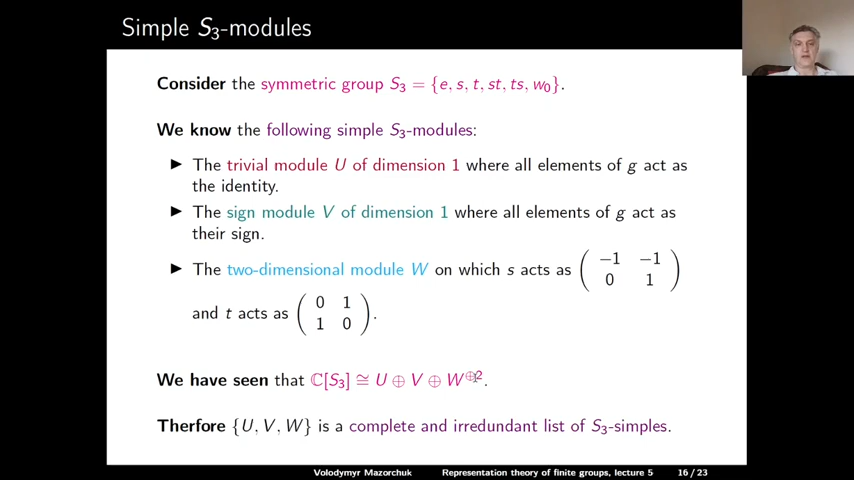 Simple S₃-modules
Consider the symmetric group S₃ = {e, s, t, st, ts, w₀}.
We know the following simple S₃-modules:
▶ The trivial module U of dimension 1 where all elements of g act as
the identity.
▶ The sign module V of dimension 1 where all elements of g act as
their sign.
▶ The two-dimensional module W on which s acts as ( −1 −1
0 1 )
and t acts as ( 0 1
1 0 ).
We have seen that ℂ[S₃] ≅ U ⊕ V ⊕ W^⊕2.
Therfore {U, V, W} is a complete and irredundant list of S₃-simples.
Volodymyr Mazorchuk Representation theory of finite groups, lecture 5 16 / 23